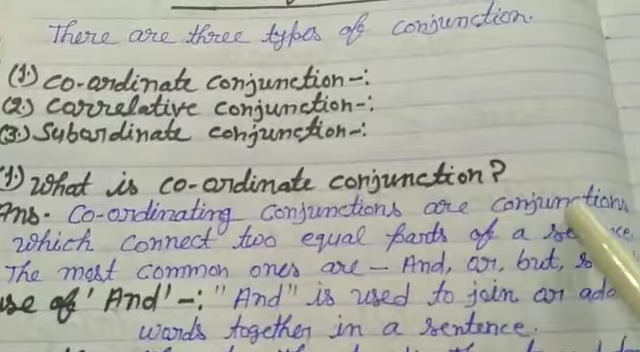 There are three types of conjunction.
(1.) co-ordinate conjunction-:
(2.) correlative conjunction-:
(3.) Subordinate conjunction-:
(1) what is co-ordinate conjunction?
Ans. Co-ordinating conjunctions are conjunctions
which connect two equal parts of a
The most common ones are - And, or, but,
use of 'And' -: "And" is used to join or add
words together in a sentence.